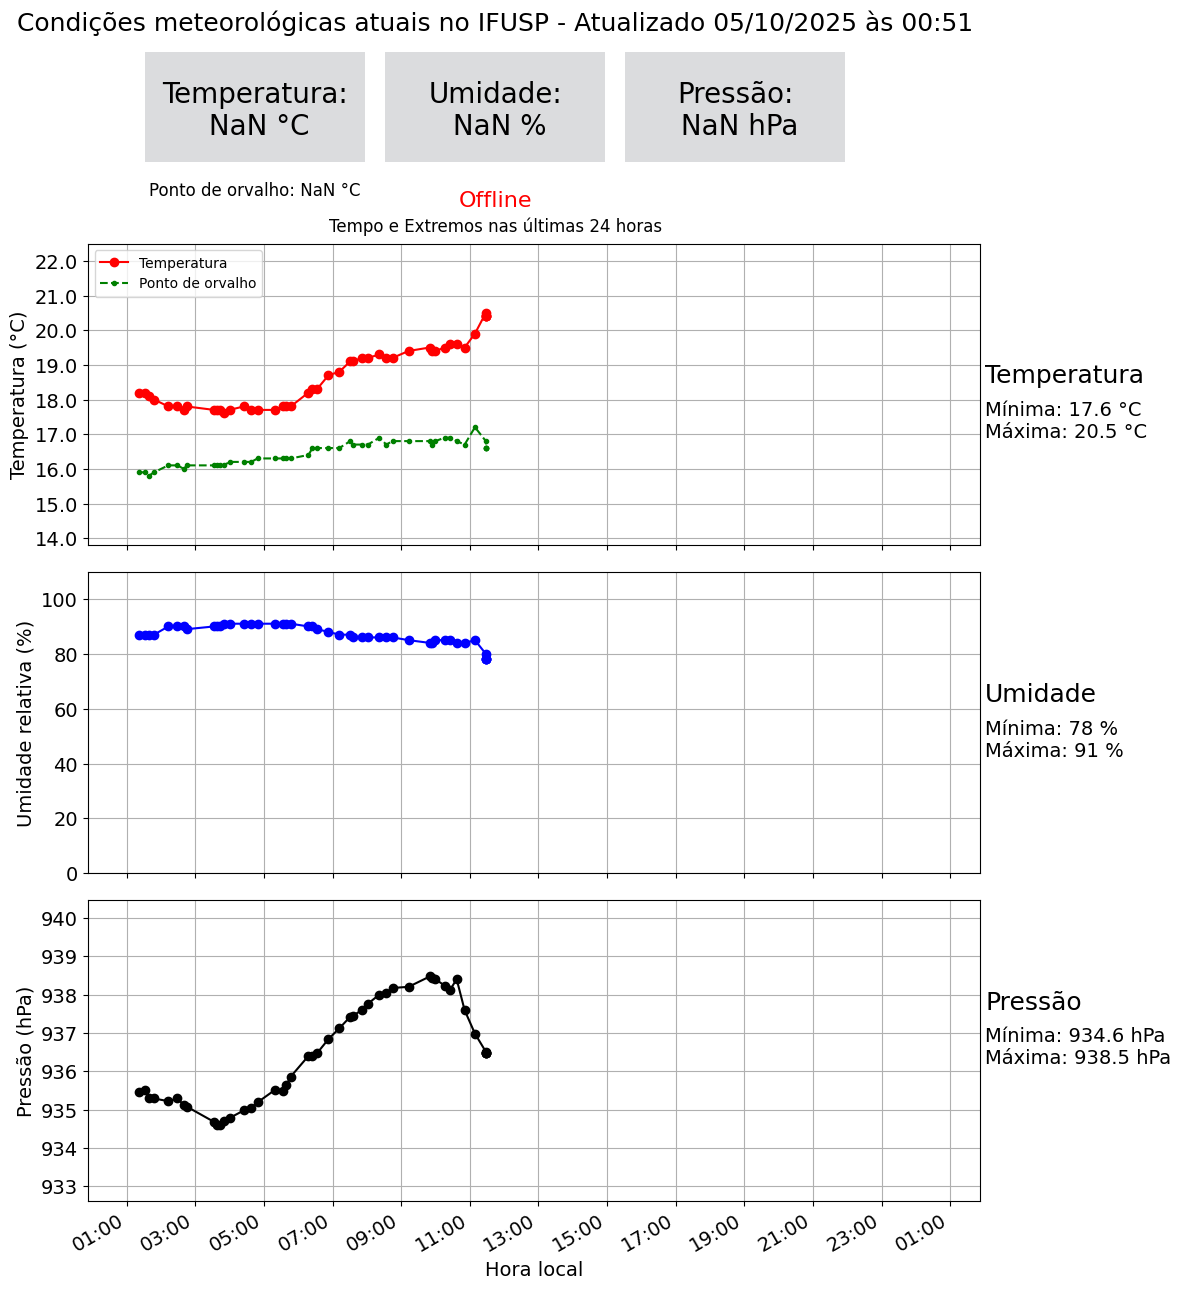 Condições meteorológicas atuais no IFUSP - Atualizado 05/10/2025 às 00:51
Temperatura:
NaN °C
Umidade:
NaN %
Pressão:
NaN hPa
Ponto de orvalho: NaN °C
Offline
Tempo e Extremos nas últimas 24 horas
Temperatura
Ponto de orvalho
Temperatura (°C)
22.0
21.0
20.0
19.0
18.0
17.0
16.0
15.0
14.0
Temperatura
Mínima: 17.6 °C
Máxima: 20.5 °C
Umidade relativa (%)
100
80
60
40
20
0
Umidade
Mínima: 78 %
Máxima: 91 %
Pressão (hPa)
940
939
938
937
936
935
934
933
Pressão
Mínima: 934.6 hPa
Máxima: 938.5 hPa
01:00 03:00 05:00 07:00 09:00 11:00 13:00 15:00 17:00 19:00 21:00 23:00 01:00
Hora local